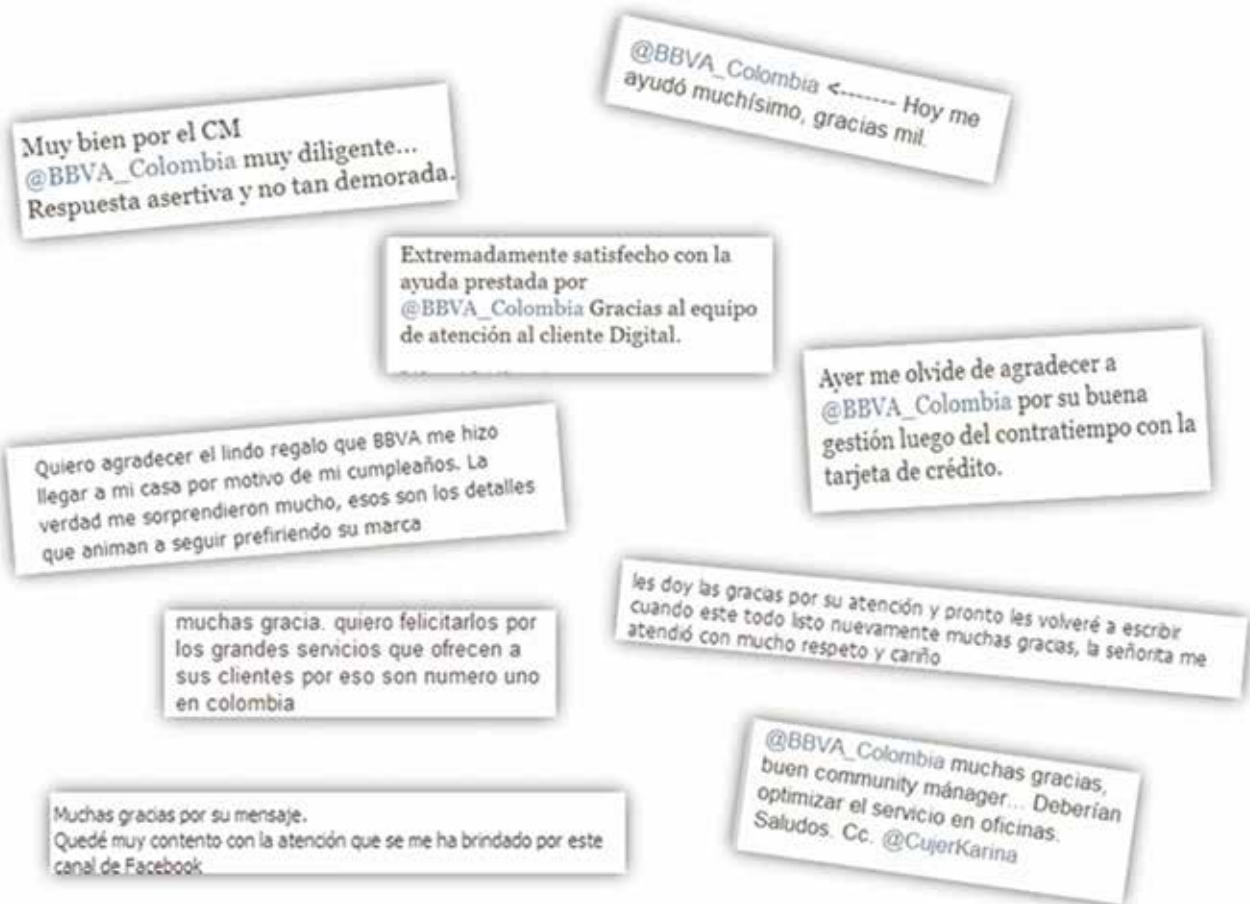 @BBVA_Colombia <------- Hoy me
ayudó muchísimo, gracias mil.
Muy bien por el CM
@BBVA_Colombia muy diligente...
Respuesta asertiva y no tan demorada.
Extremadamente satisfecho con la
ayuda prestada por
@BBVA_Colombia Gracias al equipo
de atención al cliente Digital.
Ayer me olvide de agradecer a
@BBVA_Colombia por su buena
gestión luego del contratiempo con la
tarjeta de crédito.
Quiero agradecer el lindo regalo que BBVA me hizo
llegar a mi casa por motivo de mi cumpleaños. La
verdad me sorprendieron mucho, esos son los detalles
que animan a seguir prefiriendo su marca
les doy las gracias por su atención y pronto les volveré a escribir
cuando este todo listo nuevamente muchas gracias, la señorita me
atendió con mucho respeto y cariño
muchas gracia. quiero felicitarlos por
los grandes servicios que ofrecen a
sus clientes por eso son numero uno
en colombia
@BBVA_Colombia muchas gracias,
buen community mánager... Deberían
optimizar el servicio en oficinas.
Saludos. Cc. @CujerKarina
Muchas gracias por su mensaje.
Quedé muy contento con la atención que se me ha brindado por este
canal de Facebook